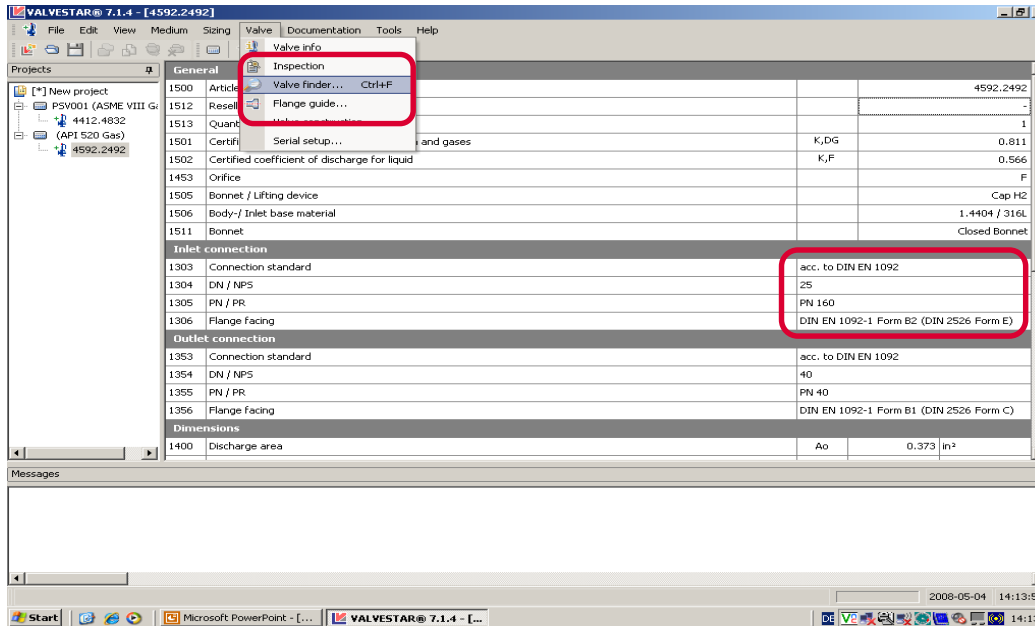 VALVESTAR® 7.1.4 - [4592.2492]
File Edit View Medium Sizing Valve Documentation Tools Help
Valve info
Inspection
Valve finder... Ctrl+F
Flange guide...
Valve construction
Serial setup...
Projects
[*] New project
PSV001 (ASME VIII Ga
4412.4832
(API 520 Gas)
4592.2492
General
1500 Article 4592.2492
1512 Resell -
1513 Quant 1
1501 Certifi and gases K,DG 0.811
1502 Certified coefficient of discharge for liquid K,F 0.566
1453 Orifice F
1505 Bonnet / Lifting device Cap H2
1506 Body-/ Inlet base material 1.4404 / 316L
1511 Bonnet Closed Bonnet
Inlet connection
1303 Connection standard acc. to DIN EN 1092
1304 DN / NPS 25
1305 PN / PR PN 160
1306 Flange facing DIN EN 1092-1 Form B2 (DIN 2526 Form E)
Outlet connection
1353 Connection standard acc. to DIN EN 1092
1354 DN / NPS 40
1355 PN / PR PN 40
1356 Flange facing DIN EN 1092-1 Form B1 (DIN 2526 Form C)
Dimensions
1400 Discharge area Ao 0.373 in²
Messages
2008-05-04 14:13:5
Start Microsoft PowerPoint - [... VALVESTAR® 7.1.4 - [... DE 14:1